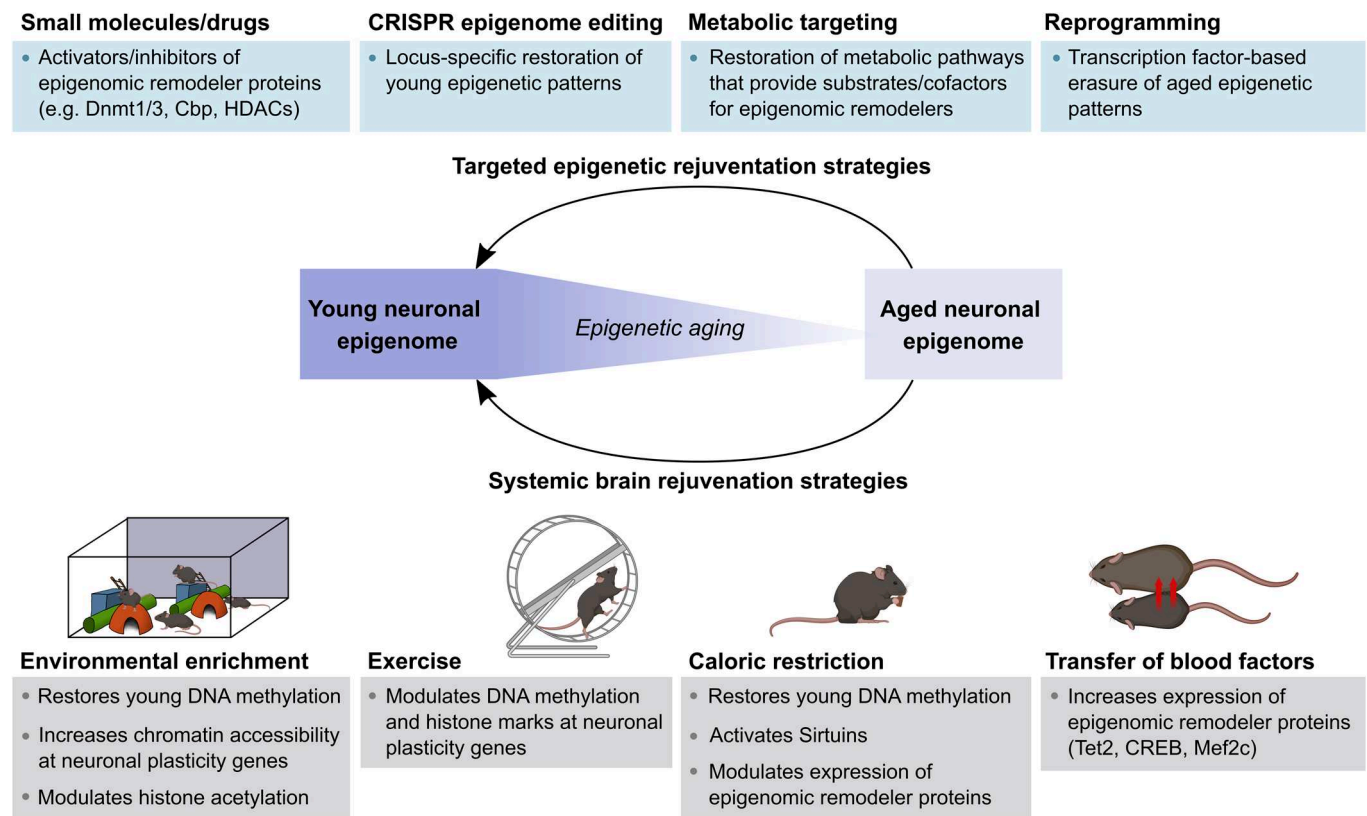 Small molecules/drugs
• Activators/inhibitors of
epigenomic remodeler proteins
(e.g. Dnmt1/3, Cbp, HDACs)
CRISPR epigenome editing
• Locus-specific restoration of
young epigenetic patterns
Metabolic targeting
• Restoration of metabolic pathways
that provide substrates/cofactors
for epigenomic remodelers
Reprogramming
• Transcription factor-based
erasure of aged epigenetic
patterns
Targeted epigenetic rejuventation strategies
Young neuronal
epigenome
Epigenetic aging
Aged neuronal
epigenome
Systemic brain rejuvenation strategies
Environmental enrichment
• Restores young DNA methylation
• Increases chromatin accessibility
at neuronal plasticity genes
• Modulates histone acetylation
Exercise
• Modulates DNA methylation
and histone marks at neuronal
plasticity genes
Caloric restriction
• Restores young DNA methylation
• Activates Sirtuins
• Modulates expression of
epigenomic remodeler proteins
Transfer of blood factors
• Increases expression of
epigenomic remodeler proteins
(Tet2, CREB, Mef2c)